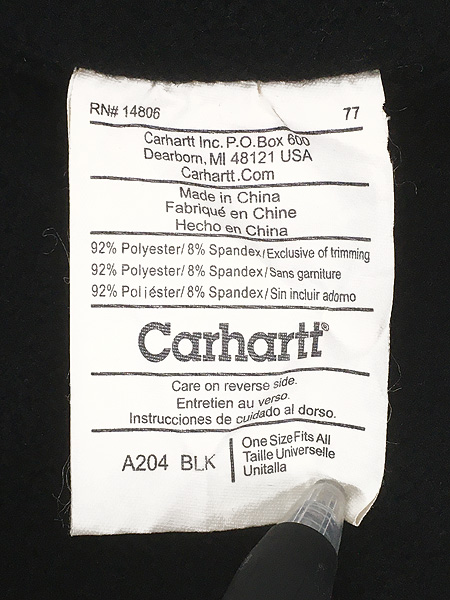 RN# 14806 77
Carhartt Inc. P.O.Box 600
Dearborn, MI 48121 USA
Carhartt.Com
Made in China
Fabriqué en Chine
Hecho en China
92% Polyester/ 8% Spandex/Exclusive of trimming
92% Polyester/ 8% Spandex/Sans garniture
92% Poliéster/ 8% Spandex/Sin incluir adorno
Carhartt®
Care on reverse side.
Entretien au verso.
Instrucciones de cuidado al dorso.
A204 BLK
One Size Fits All
Taille Universelle
Unitalla